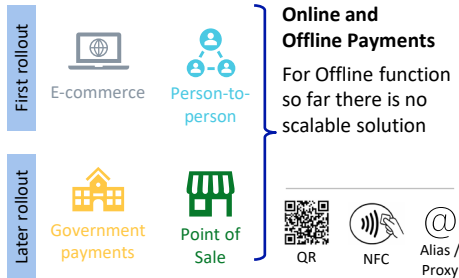 First rollout
E-commerce
Person-to-
person
Online and
Offline Payments
For Offline function
so far there is no
scalable solution
Later rollout
Government
payments
Point of
Sale
QR
NFC
@
Alias /
Proxy